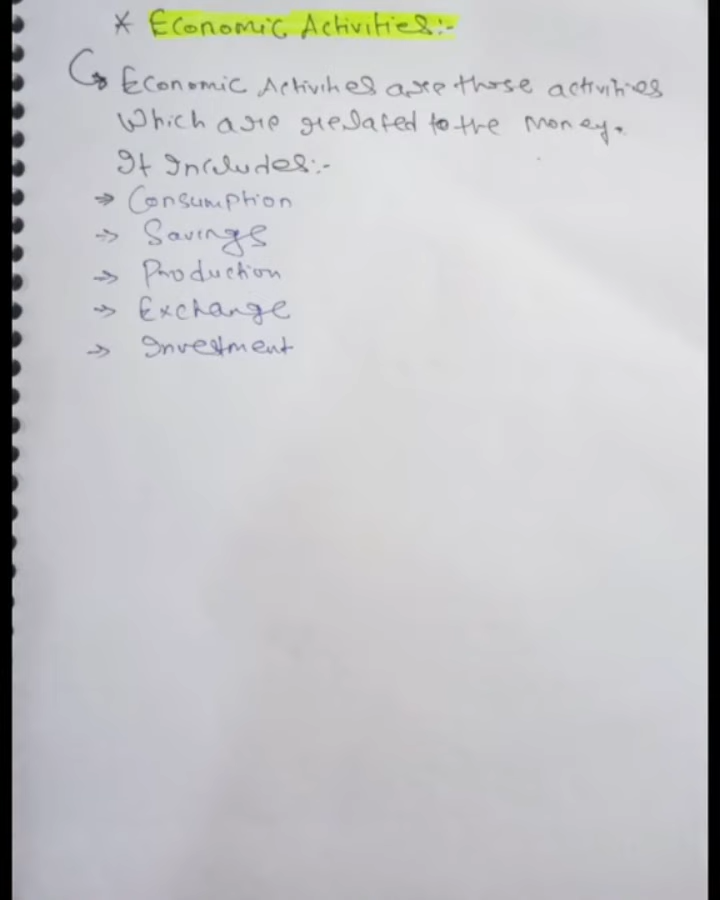 * Economic Activities:-
Economic Activities are those activities
Which are related to the money.
It Includes:-
→ Consumption
→ Savings
→ Production
→ Exchange
→ Investment